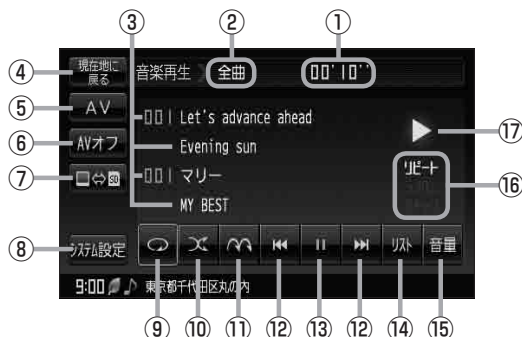 ③ ② ①
④ 現在地に戻る 音楽再生 全曲 00'10''
⑤ AV
001 Let's advance ahead
⑥ AVオフ Evening sun ⑰
⑦ SD 001 マリー リピート ⑯
MY BEST
⑧ システム設定 リスト 音量
9:00 東京都千代田区丸の内
⑨ ⑩ ⑪ ⑫ ⑬ ⑫ ⑭ ⑮